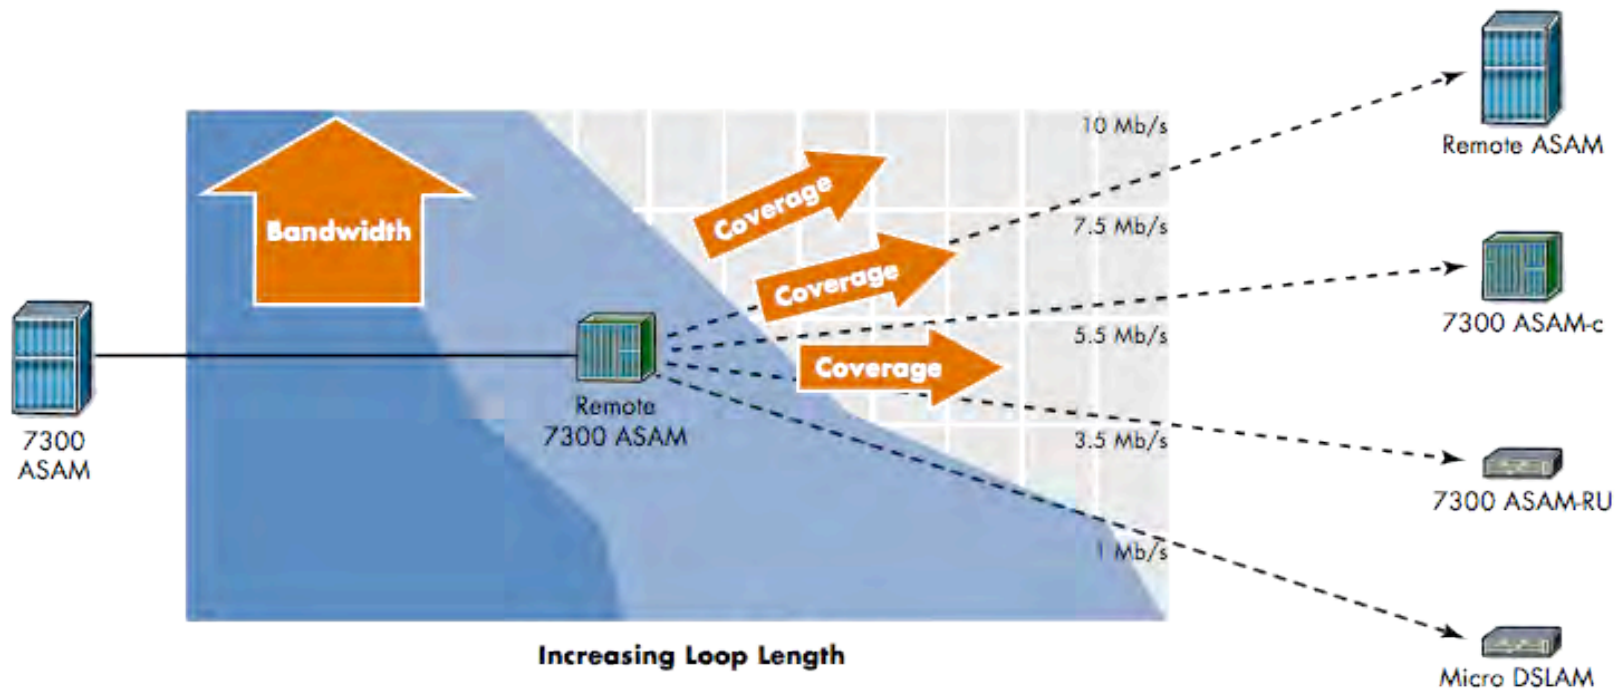 10 Mb/s
Remote ASAM
Coverage
Bandwidth
7.5 Mb/s
Coverage
7300 ASAM-c
5.5 Mb/s
Coverage
Remote
7300 ASAM
7300
ASAM
3.5 Mb/s
7300 ASAM-RU
1 Mb/s
Increasing Loop Length
Micro DSLAM